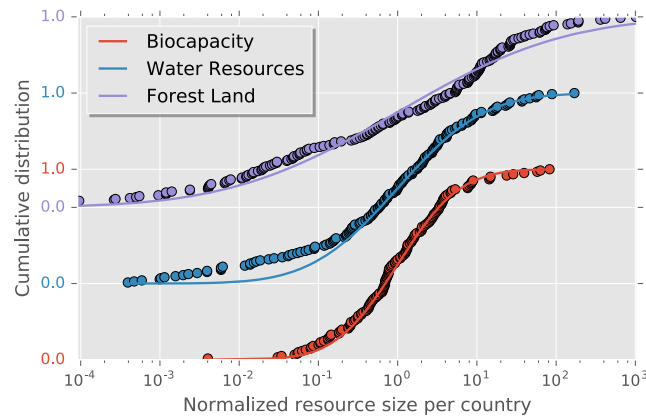 1.0
Biocapacity
Water Resources
Forest Land
1.0
1.0
0.0
0.0
0.0
Cumulative distribution
10^-4 10^-3 10^-2 10^-1 10^0 10^1 10^2 10^3
Normalized resource size per country